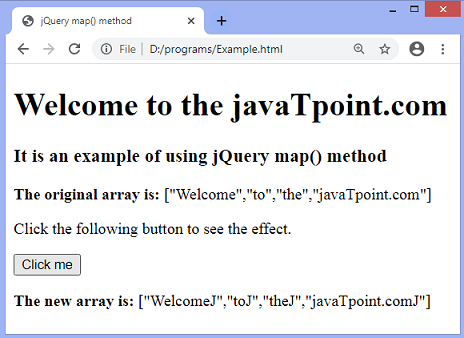 jQuery map() method
File | D:/programs/Example.html
Welcome to the javaTpoint.com
It is an example of using jQuery map() method
The original array is: ["Welcome","to","the","javaTpoint.com"]
Click the following button to see the effect.
Click me
The new array is: ["WelcomeJ","toJ","theJ","javaTpoint.comJ"]